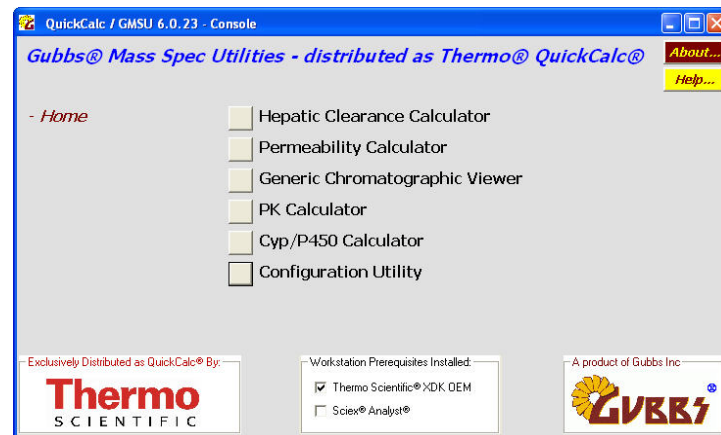 QuickCalc / GMSU 6.0.23 - Console
Gubbs® Mass Spec Utilities - distributed as Thermo® QuickCalc®
About...
Help...
- Home
Hepatic Clearance Calculator
Permeability Calculator
Generic Chromatographic Viewer
PK Calculator
Cyp/P450 Calculator
Configuration Utility
Exclusively Distributed as QuickCalc® By:
Thermo
SCIENTIFIC
Workstation Prerequisites Installed:
Thermo Scientific® XDK OEM
Sciex® Analyst®
A product of Gubbs Inc
GUBBS ®